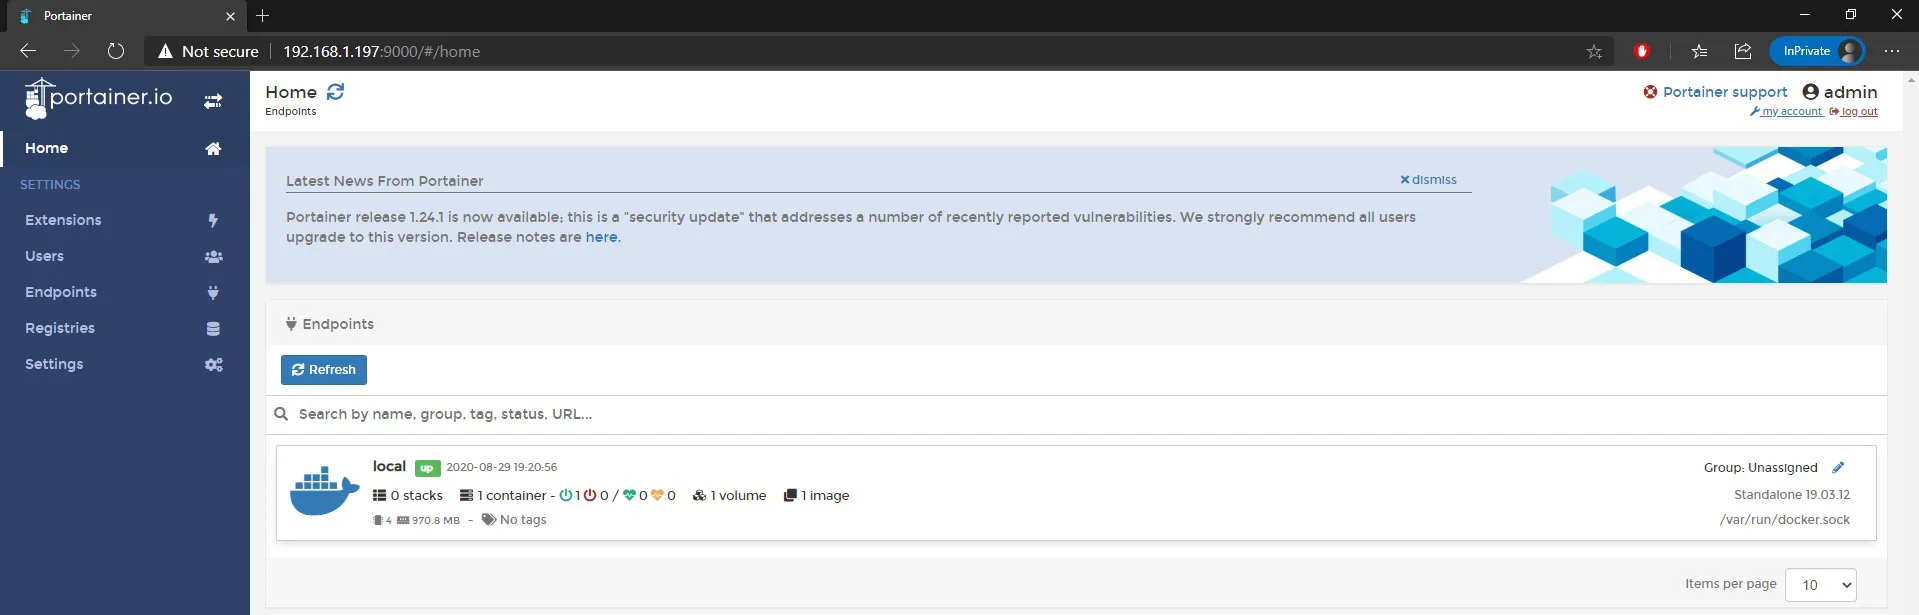 Portainer
Not secure 192.168.1.197:9000/#/home
InPrivate
portainer.io
Home
SETTINGS
Extensions
Users
Endpoints
Registries
Settings
Home
Endpoints
Portainer support admin
my account log out
Latest News From Portainer
dismiss
Portainer release 1.24.1 is now available; this is a "security update" that addresses a number of recently reported vulnerabilities. We strongly recommend all users
upgrade to this version. Release notes are here.
Endpoints
Refresh
Search by name, group, tag, status, URL...
local up 2020-08-29 19:20:56
0 stacks 1 container - 1 0 / 0 0 1 volume 1 image
4 970.8 MB - No tags
Group: Unassigned
Standalone 19.03.12
/var/run/docker.sock
Items per page 10